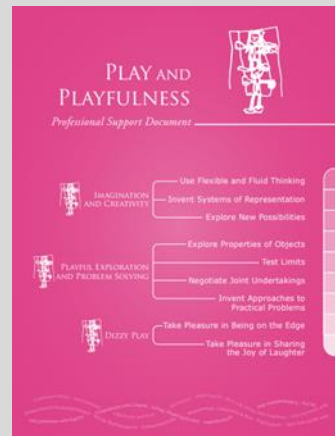 PLAY AND
PLAYFULNESS
Professional Support Document
IMAGINATION
AND CREATIVITY
Use Flexible and Fluid Thinking
Invent Systems of Representation
Explore New Possibilities
PLAYFUL EXPLORATION
AND PROBLEM SOLVING
Explore Properties of Objects
Test Limits
Negotiate Joint Undertakings
Invent Approaches to
Practical Problems
DIZZY PLAY
Take Pleasure in Being on the Edge
Take Pleasure in Sharing
the Joy of Laughter